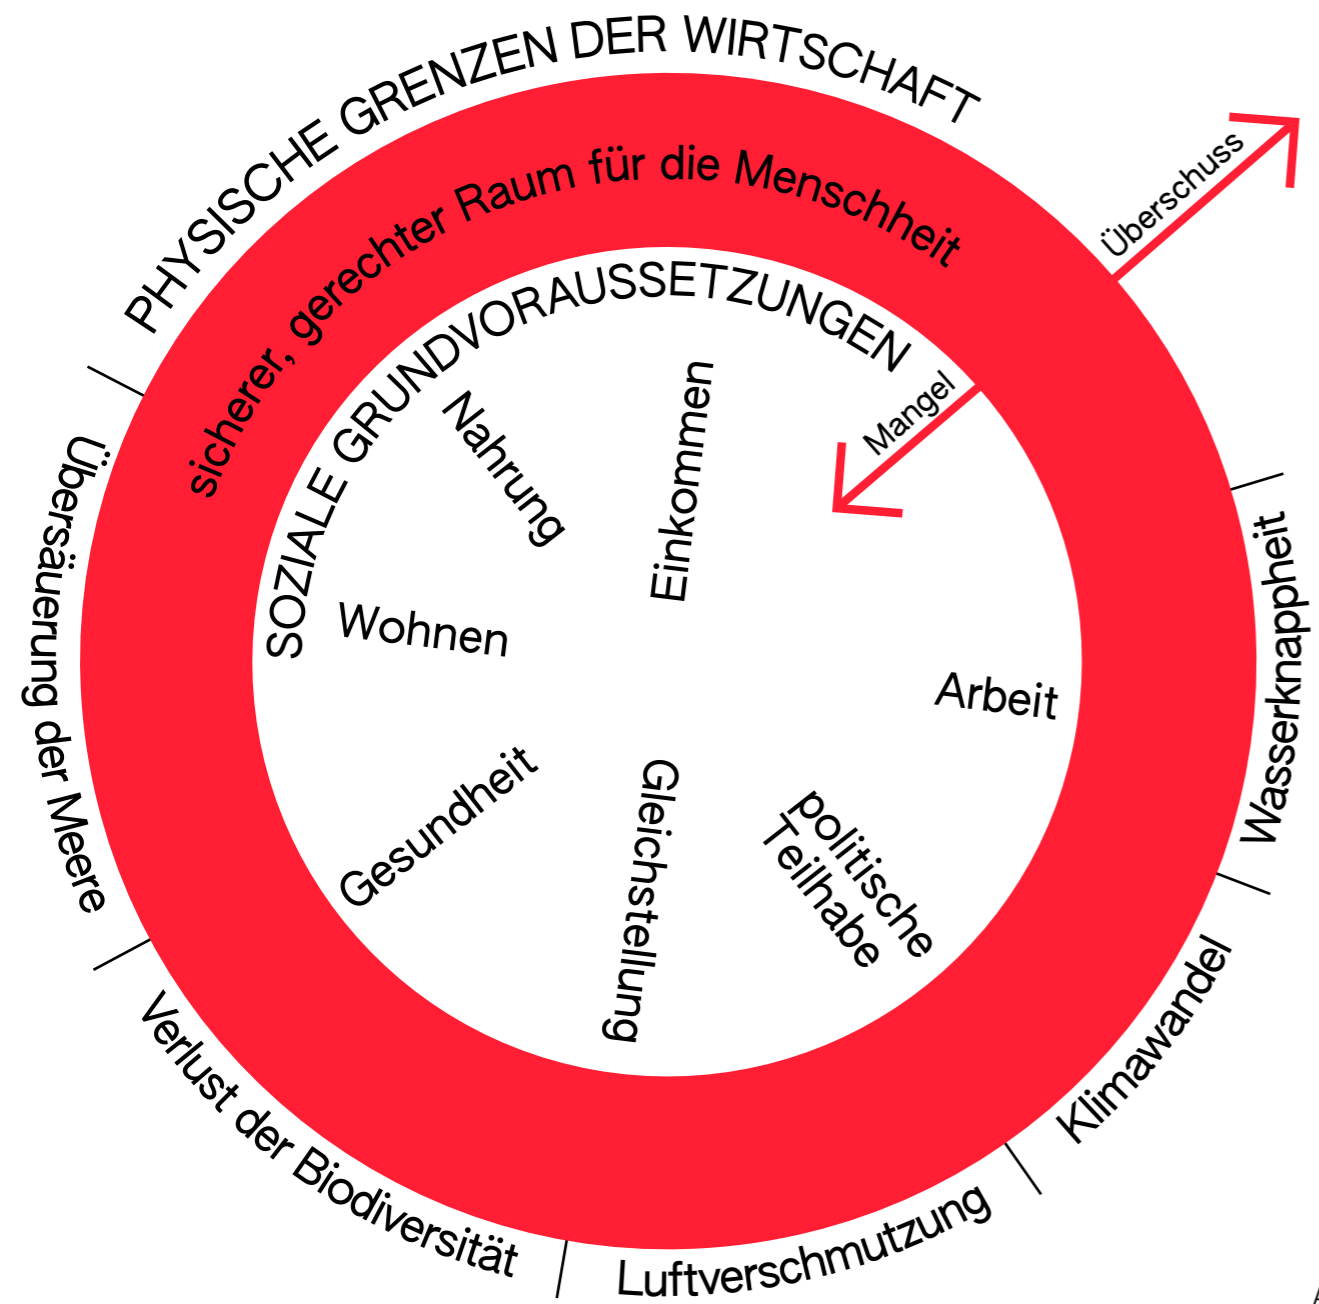 PHYSISCHE GRENZEN DER WIRTSCHAFT
sicherer, gerechter Raum für die Menschheit
SOZIALE GRUNDVORAUSSETZUNGEN
Überschuss
Mangel
Nahrung
Einkommen
Wohnen
Arbeit
Gesundheit
Gleichstellung
politische
Teilhabe
Übersäuerung der Meere
Wasserknappheit
Verlust der Biodiversität
Luftverschmutzung
Klimawandel